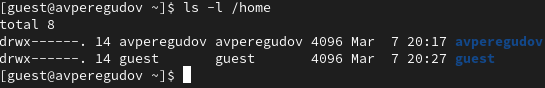 [guest@avperegudov ~]$ ls -l /home
total 8
drwx------. 14 avperegudov avperegudov 4096 Mar  7 20:17 avperegudov
drwx------. 14 guest       guest       4096 Mar  7 20:27 guest
[guest@avperegudov ~]$